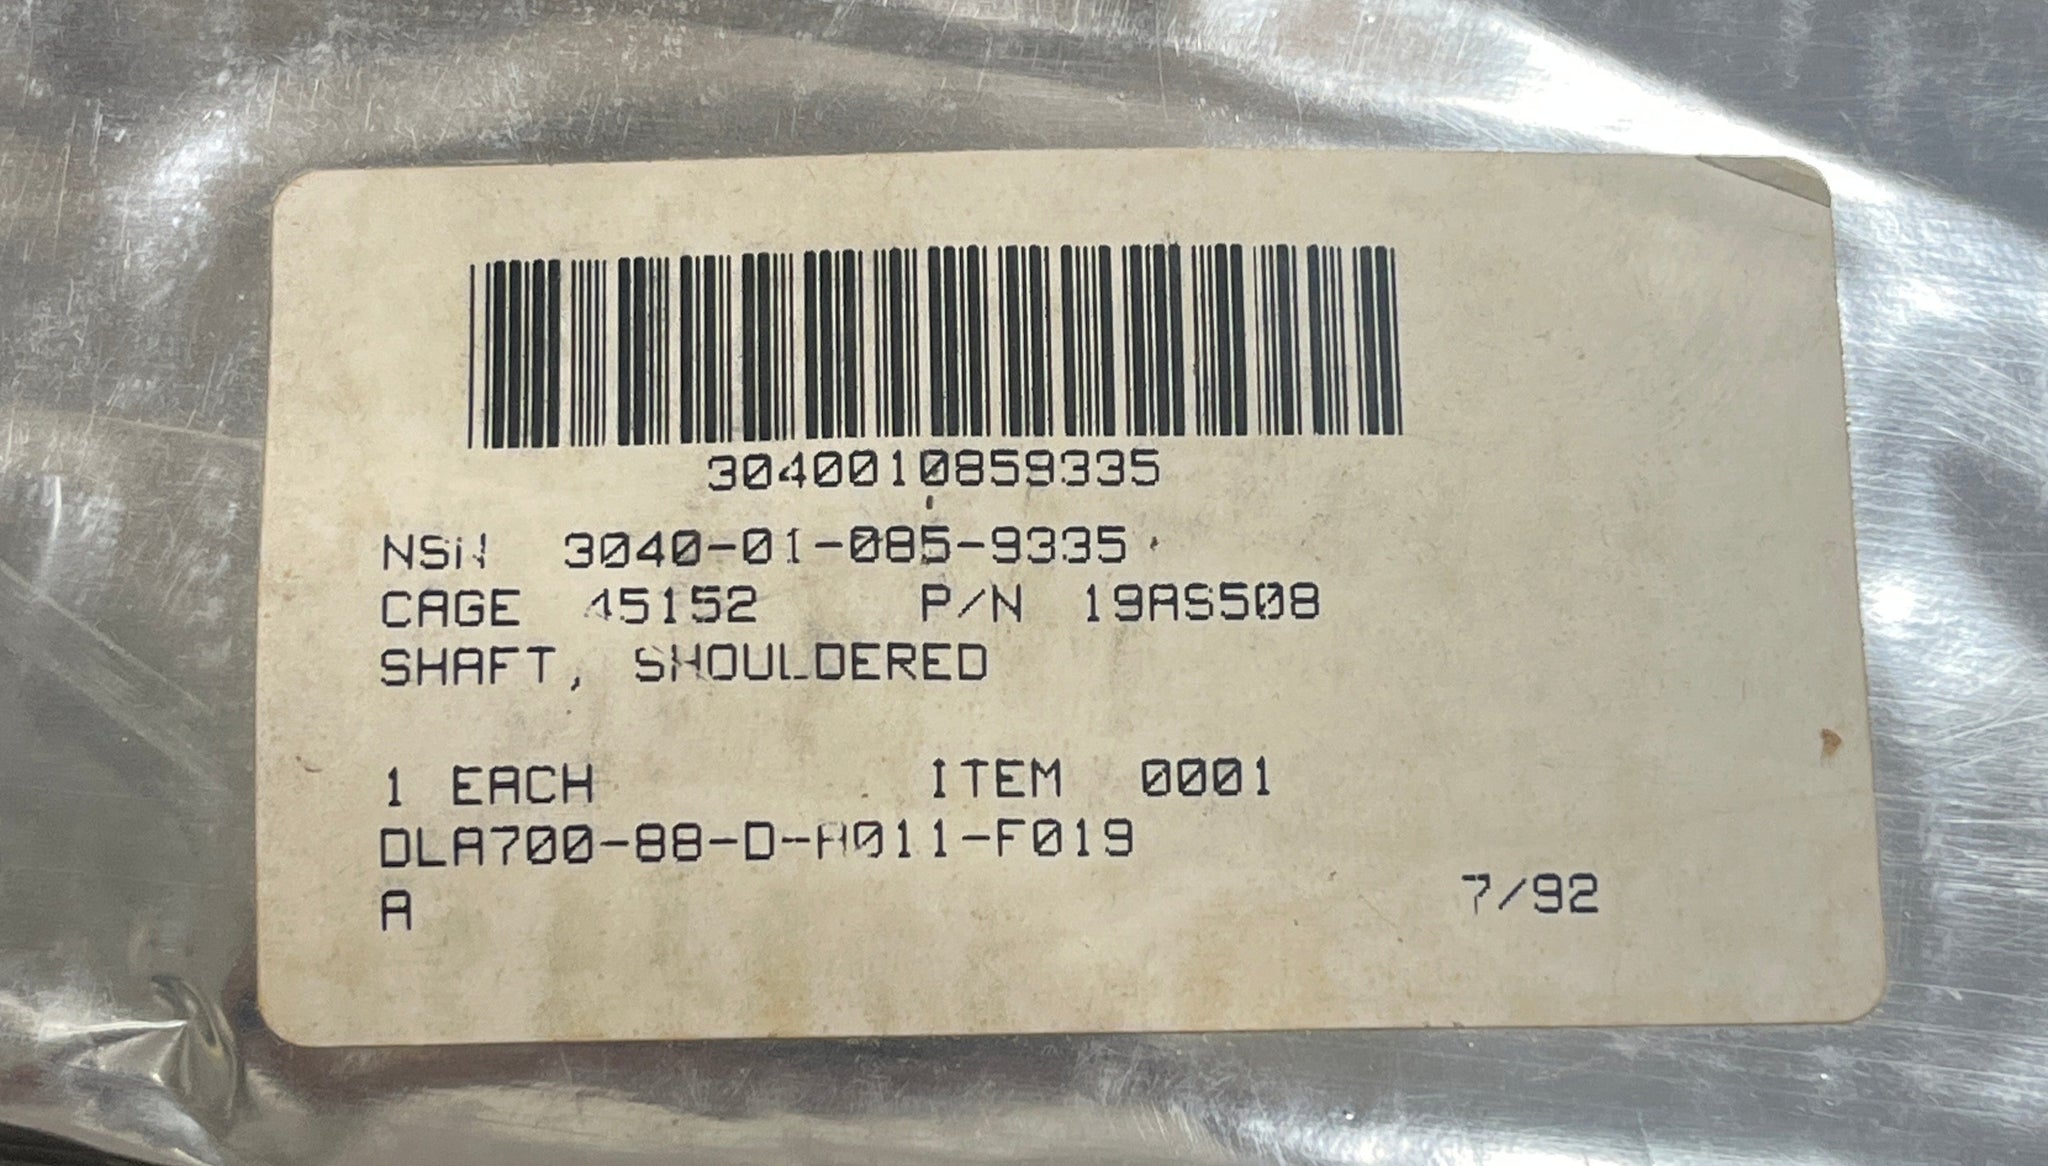 3040010859335
NSN 3040-01-085-9335
CAGE 45152 P/N 19AS508
SHAFT, SHOULDERED
1 EACH ITEM 0001
DLA700-88-D-A011-F019
A 7/92